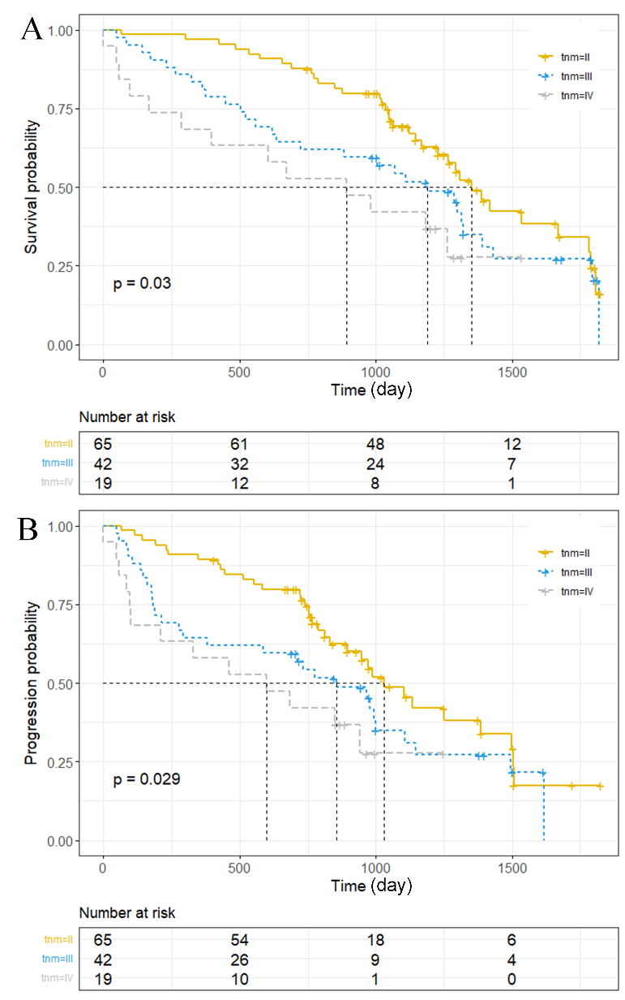 A
Survival probability
1.00
0.75
0.50
0.25
0.00
tnm=II
tnm=III
tnm=IV
p = 0.03
0 500 1000 1500
Time (day)
Number at risk
tnm=II 65 61 48 12
tnm=III 42 32 24 7
tnm=IV 19 12 8 1
B
Progression probability
1.00
0.75
0.50
0.25
0.00
tnm=II
tnm=III
tnm=IV
p = 0.029
0 500 1000 1500
Time (day)
Number at risk
tnm=II 65 54 18 6
tnm=III 42 26 9 4
tnm=IV 19 10 1 0